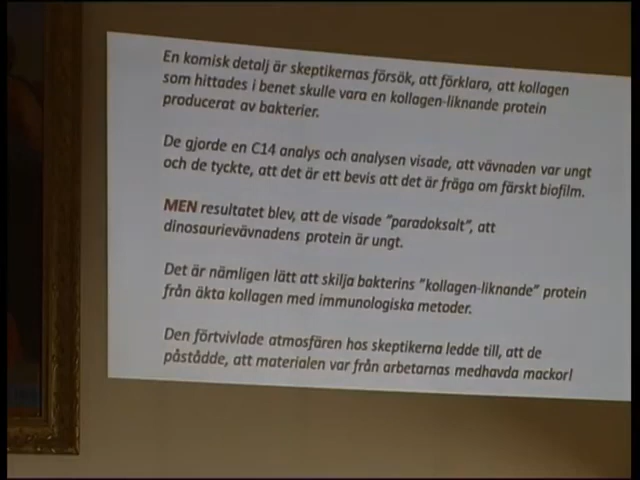 En komisk detalj är skeptikernas försök, att förklara, att kollagen
som hittades i benet skulle vara en kollagen-liknande protein
producerat av bakterier.
De gjorde en C14 analys och analysen visade, att vävnaden var ungt
och de tyckte, att det är ett bevis att det är fråga om färskt biofilm.
MEN resultatet blev, att de visade "paradoksalt", att
dinosaurievävnadens protein är ungt.
Det är nämligen lätt att skilja bakterins "kollagen-liknande" protein
från äkta kollagen med immunologiska metoder.
Den förtvivlade atmosfären hos skeptikerna ledde till, att de
påstådde, att materialen var från arbetarnas medhavda mackor!